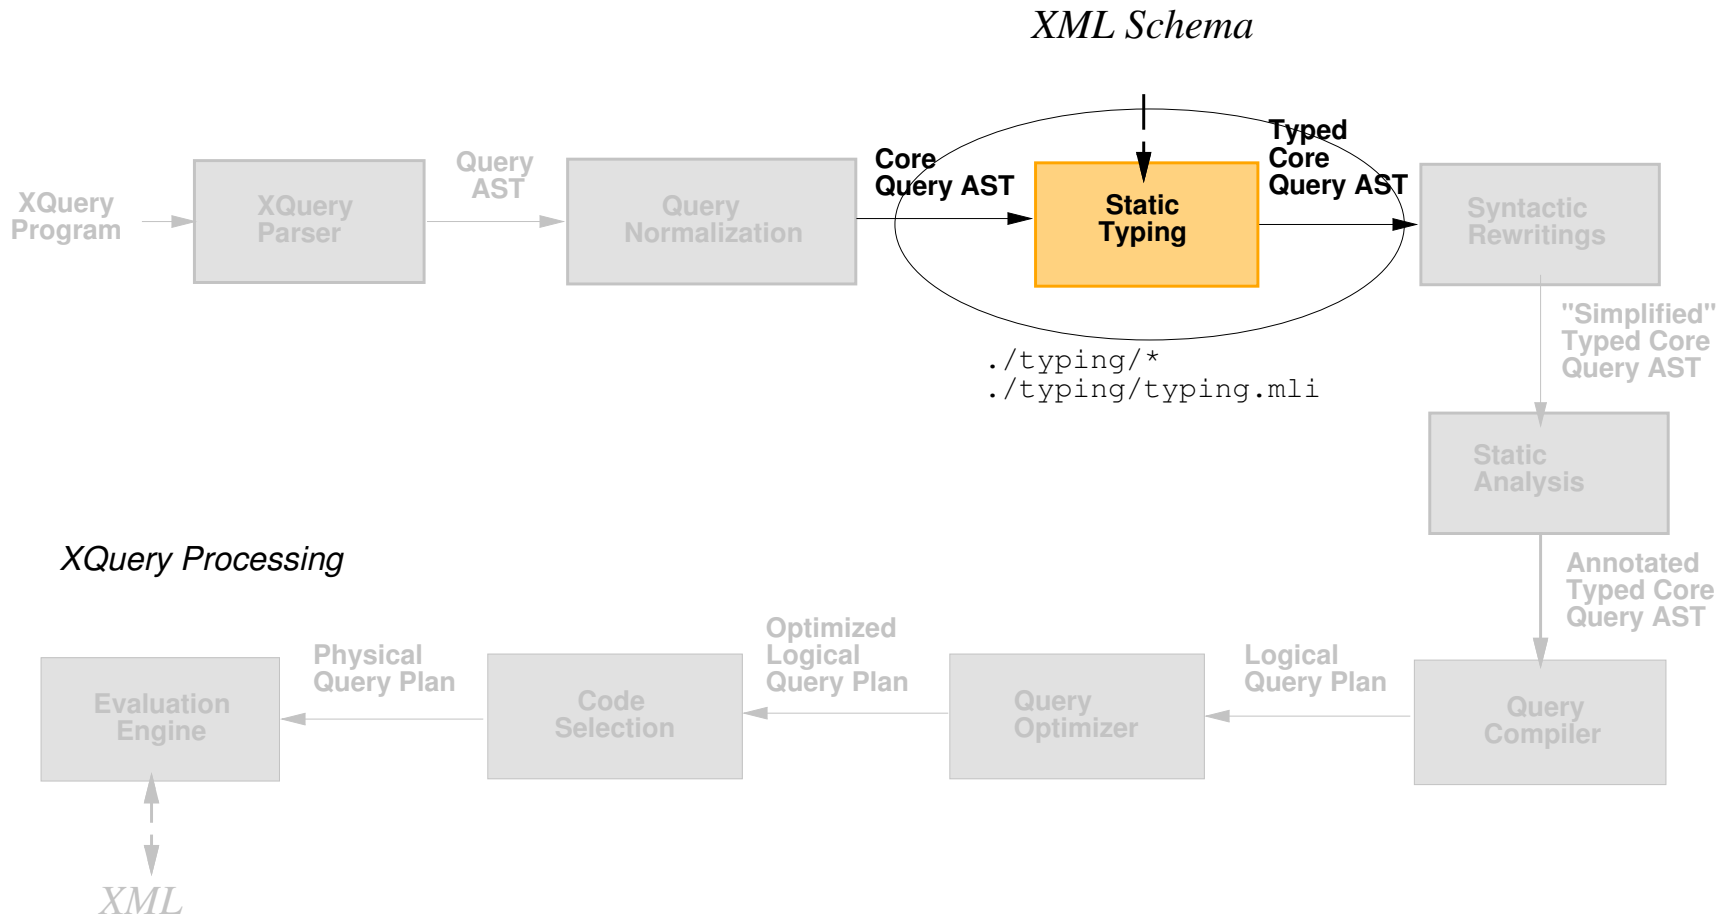 XML Schema
XQuery
Program
XQuery
Parser
Query
AST
Query
Normalization
Core
Query AST
Static
Typing
Typed
Core
Query AST
Syntactic
Rewritings
./typing/*
./typing/typing.mli
"Simplified"
Typed Core
Query AST
Static
Analysis
Annotated
Typed Core
Query AST
XQuery Processing
Query
Compiler
Logical
Query Plan
Query
Optimizer
Optimized
Logical
Query Plan
Code
Selection
Physical
Query Plan
Evaluation
Engine
XML